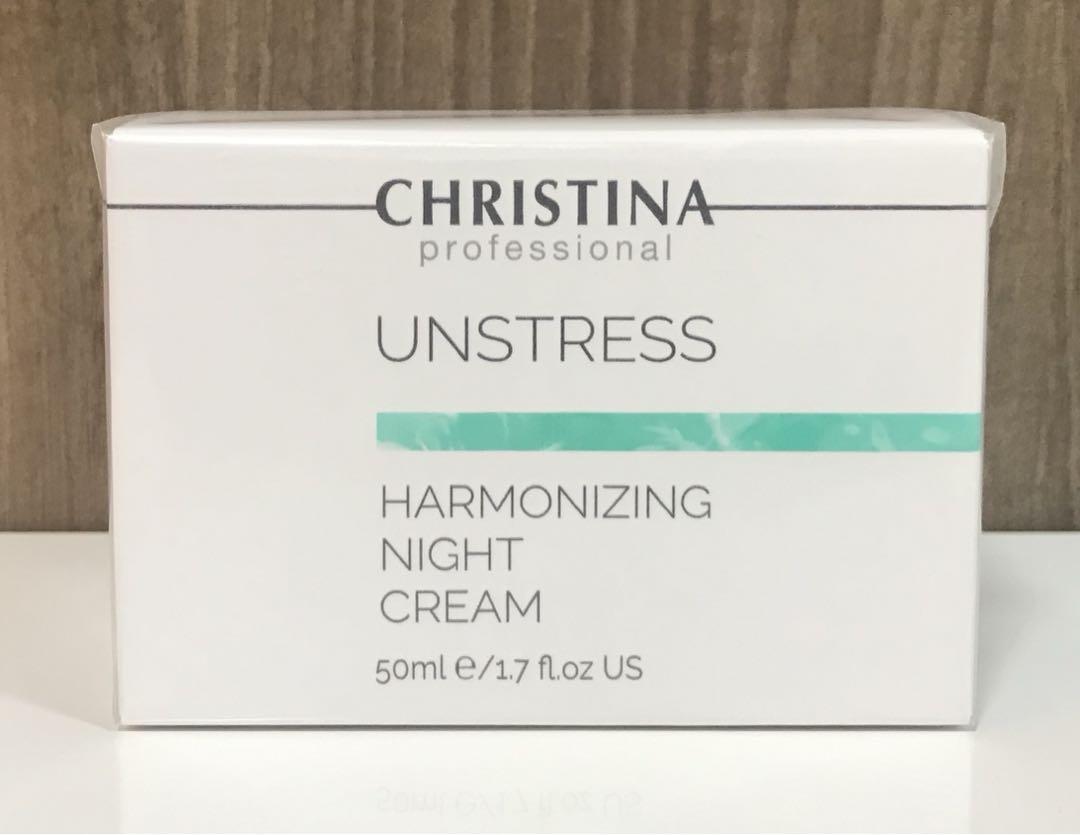 CHRISTINA
professional
UNSTRESS
HARMONIZING
NIGHT
CREAM
50ml ℮/1.7 fl.oz US